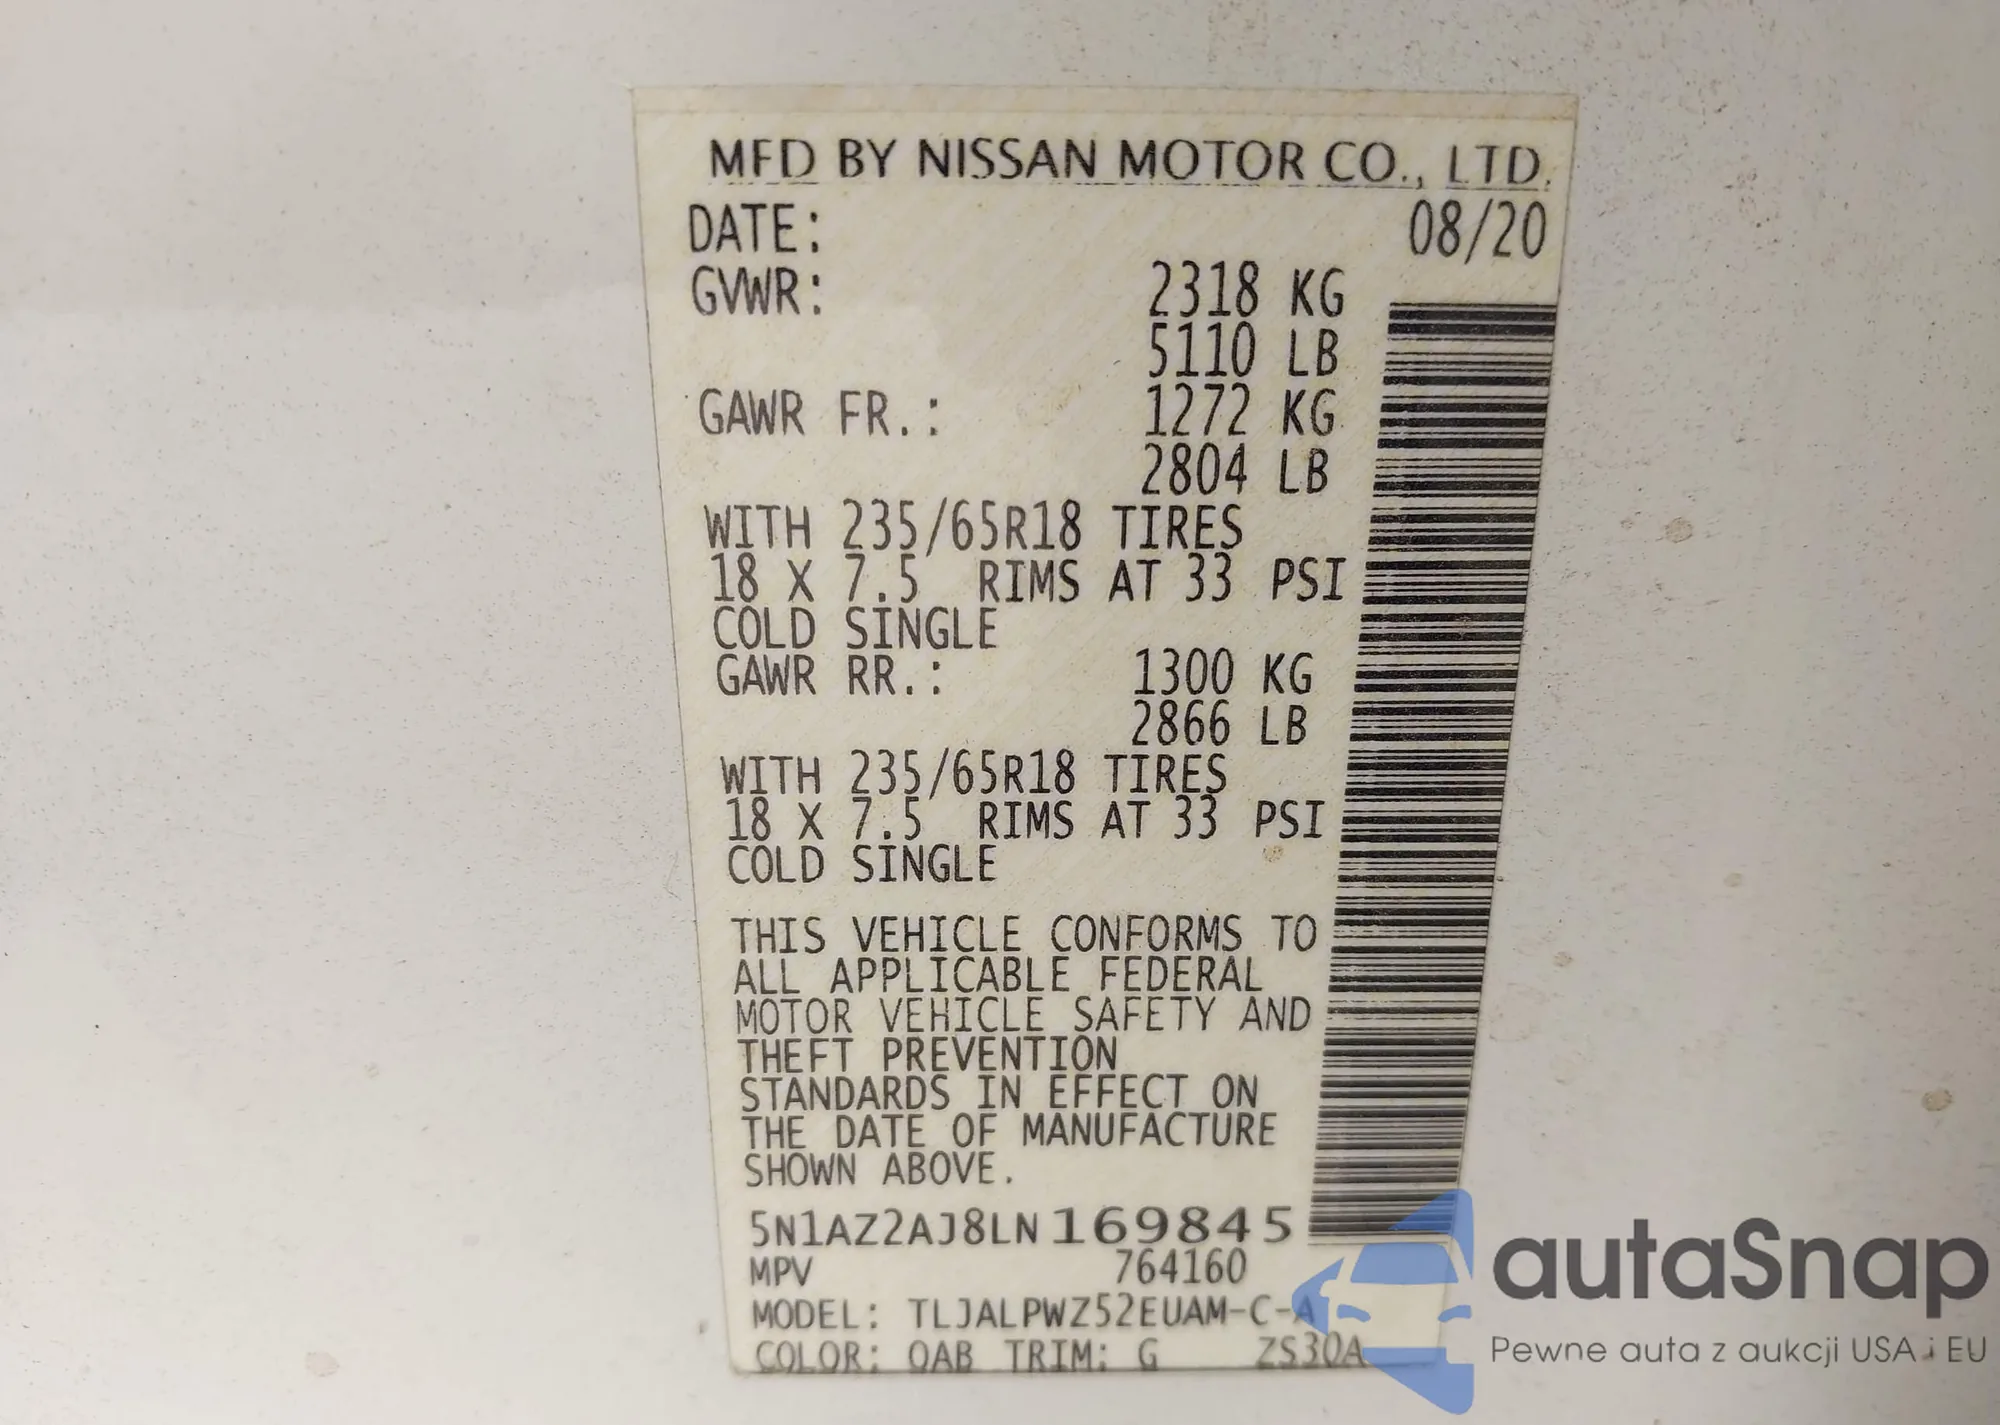 MFD BY NISSAN MOTOR CO., LTD.
DATE: 08/20
GVWR: 2318 KG
5110 LB
GAWR FR.: 1272 KG
2804 LB
WITH 235/65R18 TIRES
18 X 7.5 RIMS AT 33 PSI
COLD SINGLE
GAWR RR.: 1300 KG
2866 LB
WITH 235/65R18 TIRES
18 X 7.5 RIMS AT 33 PSI
COLD SINGLE
THIS VEHICLE CONFORMS TO
ALL APPLICABLE FEDERAL
MOTOR VEHICLE SAFETY AND
THEFT PREVENTION
STANDARDS IN EFFECT ON
THE DATE OF MANUFACTURE
SHOWN ABOVE.
5N1AZ2AJ8LN169845
MPV 764160
MODEL: TLJALPWZ52EUAM-C-A
COLOR: QAB TRIM: G ZS30A
autaSnap
Pewne auta z aukcji USA i EU